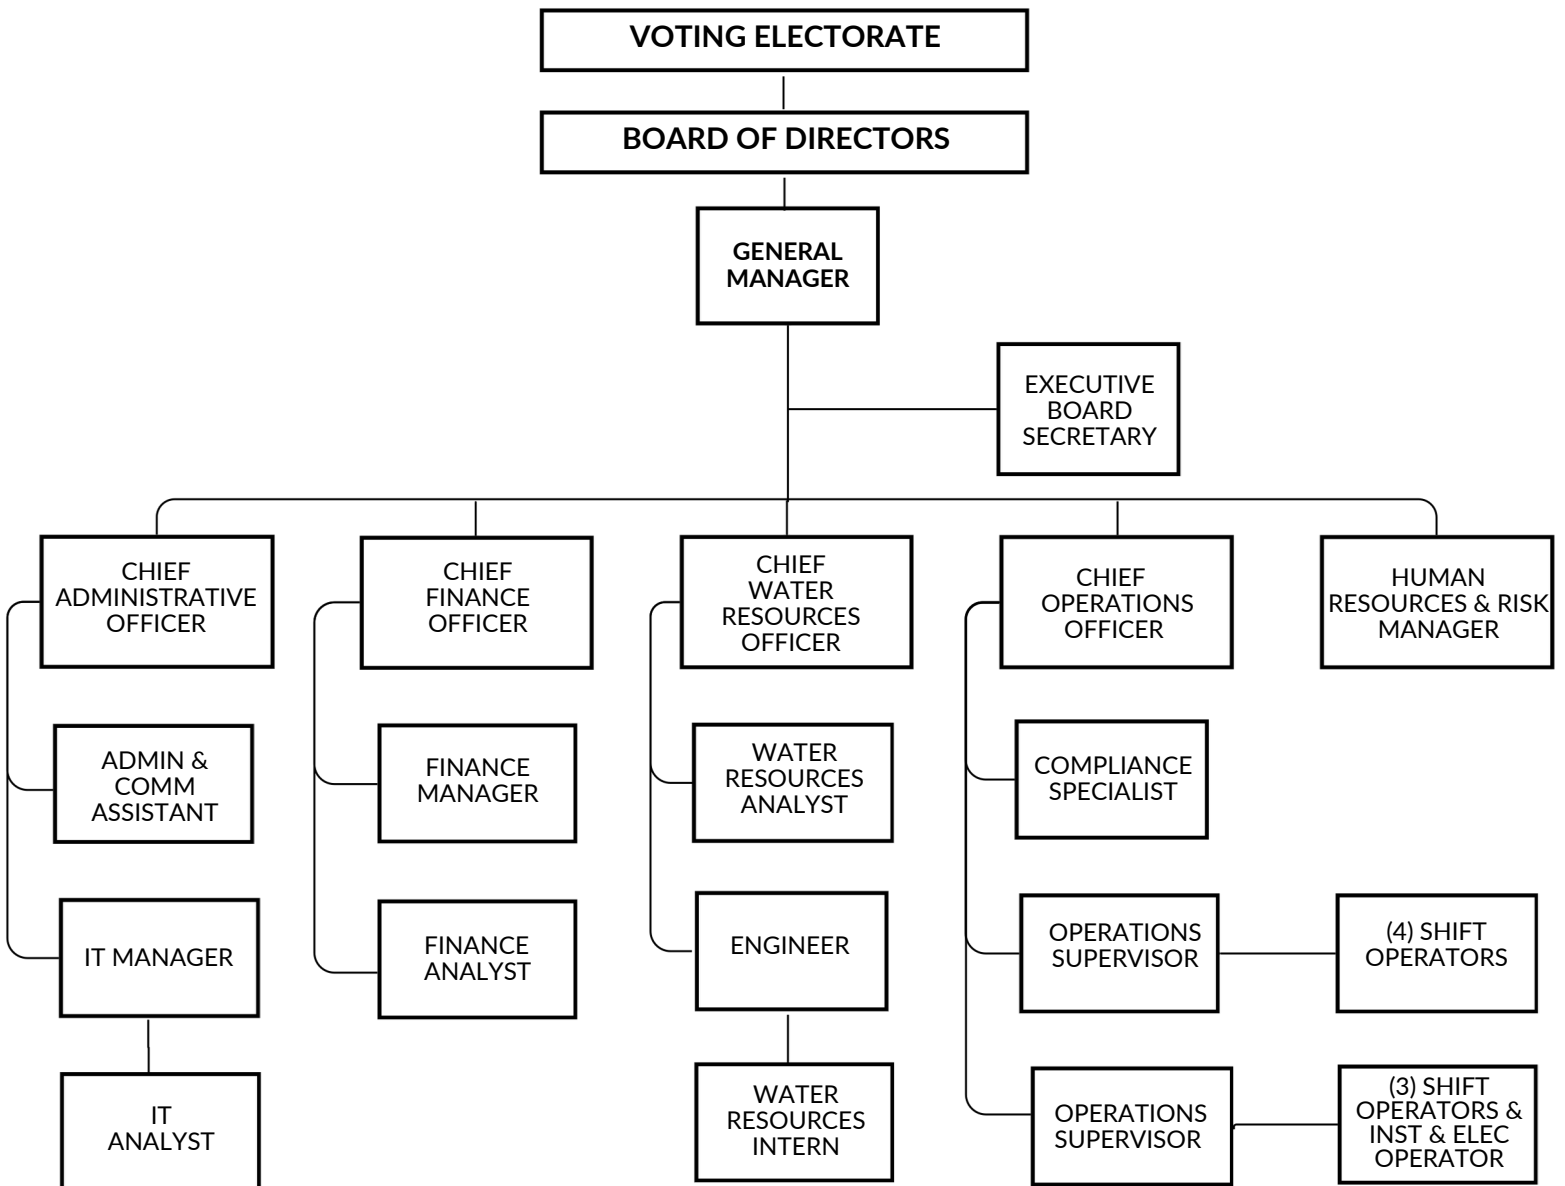 VOTING ELECTORATE
BOARD OF DIRECTORS
GENERAL
MANAGER
EXECUTIVE
BOARD
SECRETARY
CHIEF
ADMINISTRATIVE
OFFICER
CHIEF
FINANCE
OFFICER
CHIEF
WATER
RESOURCES
OFFICER
CHIEF
OPERATIONS
OFFICER
HUMAN
RESOURCES & RISK
MANAGER
ADMIN &
COMM
ASSISTANT
FINANCE
MANAGER
WATER
RESOURCES
ANALYST
COMPLIANCE
SPECIALIST
IT MANAGER
FINANCE
ANALYST
ENGINEER
OPERATIONS
SUPERVISOR
(4) SHIFT
OPERATORS
IT
ANALYST
WATER
RESOURCES
INTERN
OPERATIONS
SUPERVISOR
(3) SHIFT
OPERATORS &
INST & ELEC
OPERATOR